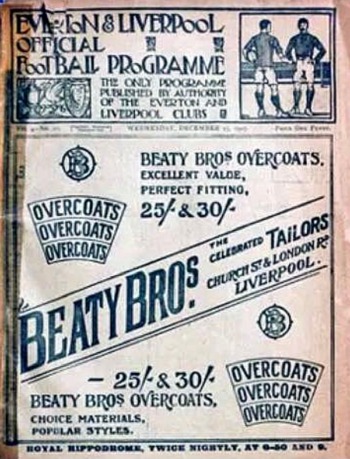 EVERTON & LIVERPOOL
OFFICIAL
FOOTBALL PROGRAMME
THE ONLY PROGRAMME
PUBLISHED BY AUTHORITY
OF THE EVERTON AND
LIVERPOOL CLUBS
WEDNESDAY, DECEMBER
PRICE ONE PENNY.
BB
BEATY BROS OVERCOATS,
EXCELLENT VALUE,
PERFECT FITTING,
25/- & 30/-
OVERCOATS
OVERCOATS
OVERCOATS
BEATY BROS.
THE
CELEBRATED TAILORS
CHURCH ST & LONDON RD
LIVERPOOL.
BB
– 25/- & 30/-
BEATY BROS OVERCOATS,
CHOICE MATERIALS,
POPULAR STYLES.
OVERCOATS
OVERCOATS
OVERCOATS
ROYAL HIPPODROME, TWICE NIGHTLY, AT 6-50 AND 9.